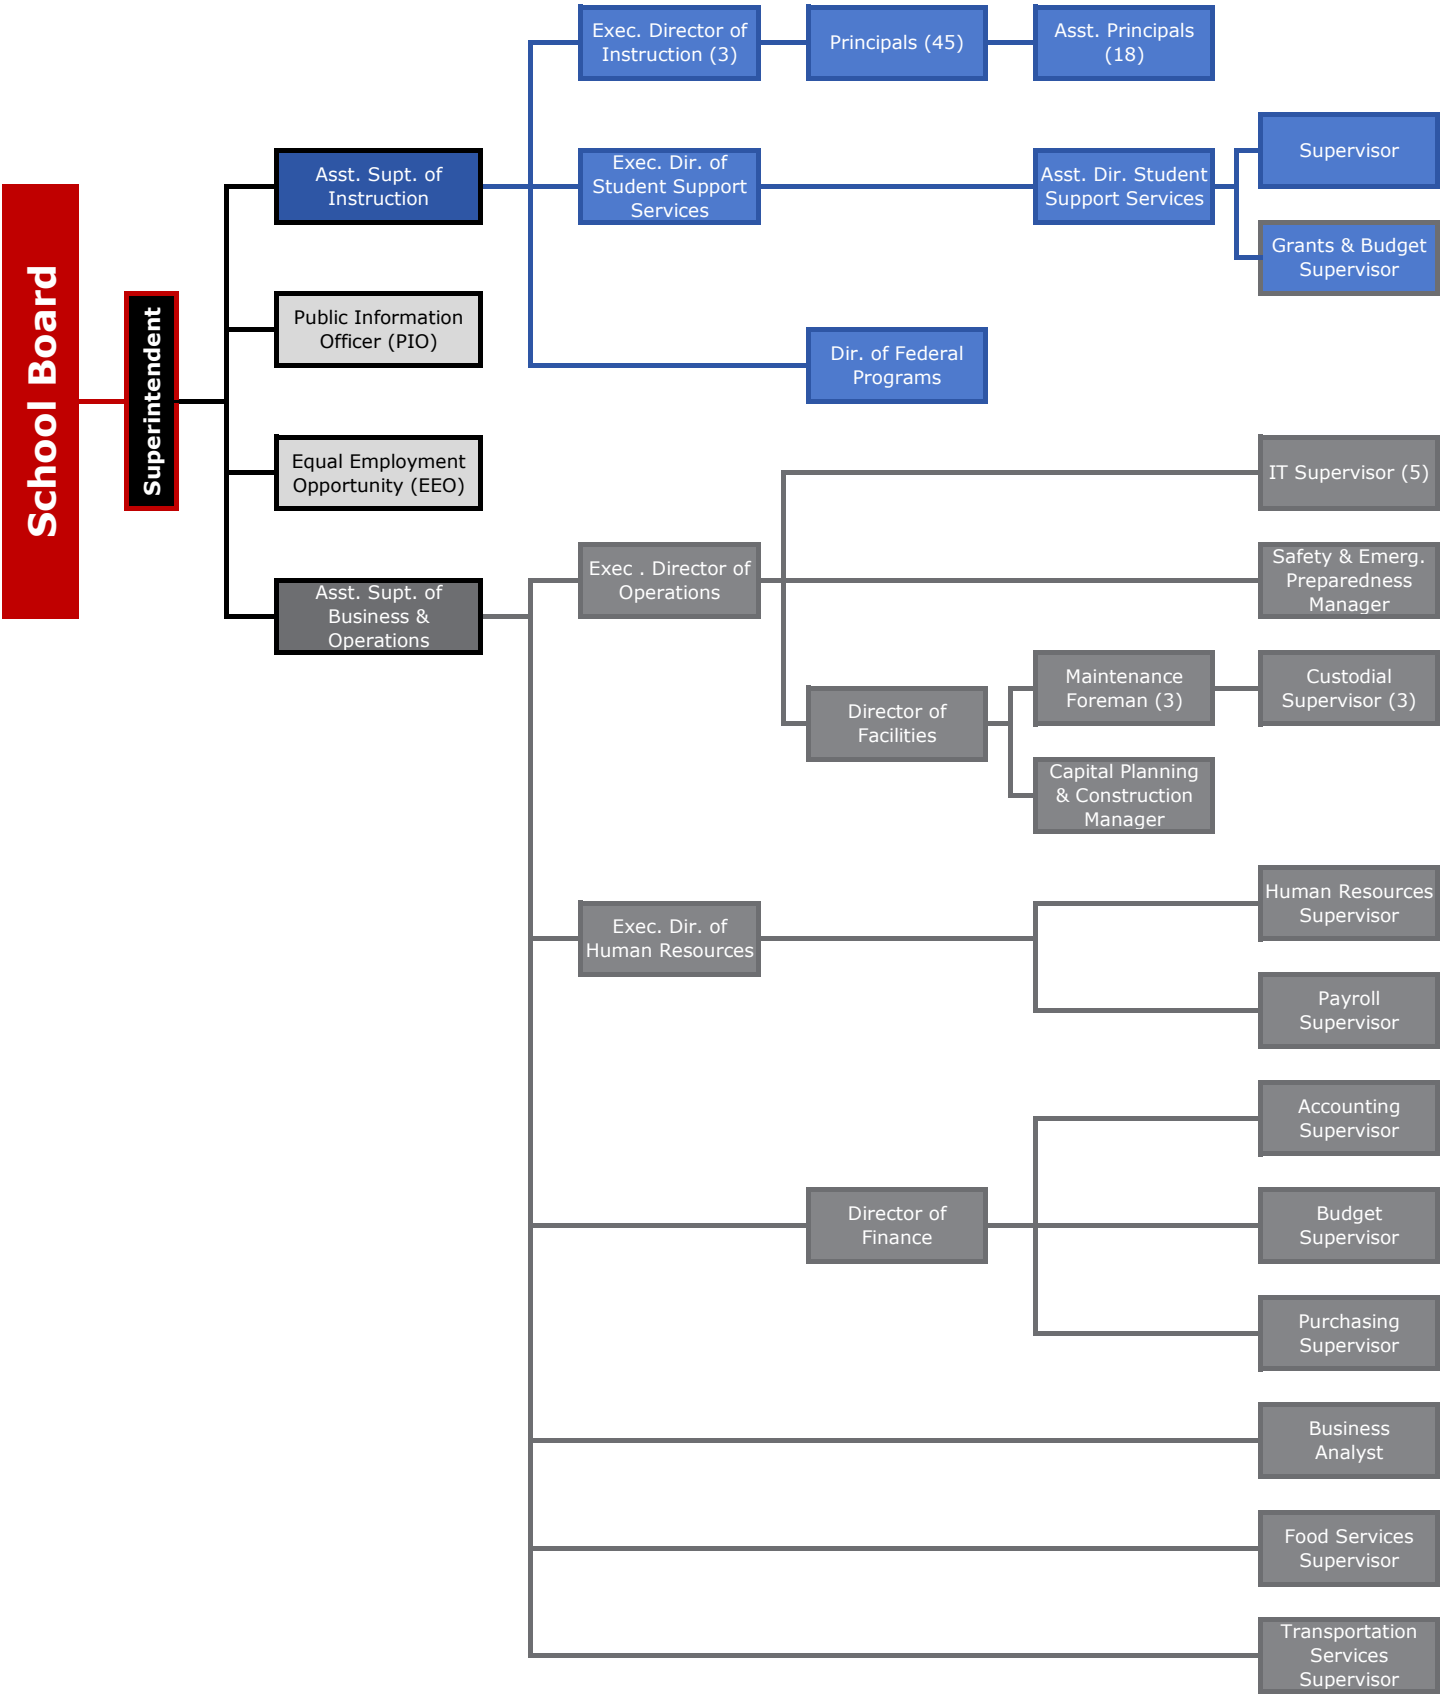 School Board
Superintendent
Asst. Supt. of
Instruction
Public Information
Officer (PIO)
Equal Employment
Opportunity (EEO)
Asst. Supt. of
Business &
Operations
Exec. Director of
Instruction (3)
Principals (45)
Asst. Principals
(18)
Exec. Dir. of
Student Support
Services
Asst. Dir. Student
Support Services
Supervisor
Grants & Budget
Supervisor
Dir. of Federal
Programs
Exec . Director of
Operations
IT Supervisor (5)
Safety & Emerg.
Preparedness
Manager
Director of
Facilities
Maintenance
Foreman (3)
Custodial
Supervisor (3)
Capital Planning
& Construction
Manager
Exec. Dir. of
Human Resources
Human Resources
Supervisor
Payroll
Supervisor
Director of
Finance
Accounting
Supervisor
Budget
Supervisor
Purchasing
Supervisor
Business
Analyst
Food Services
Supervisor
Transportation
Services
Supervisor